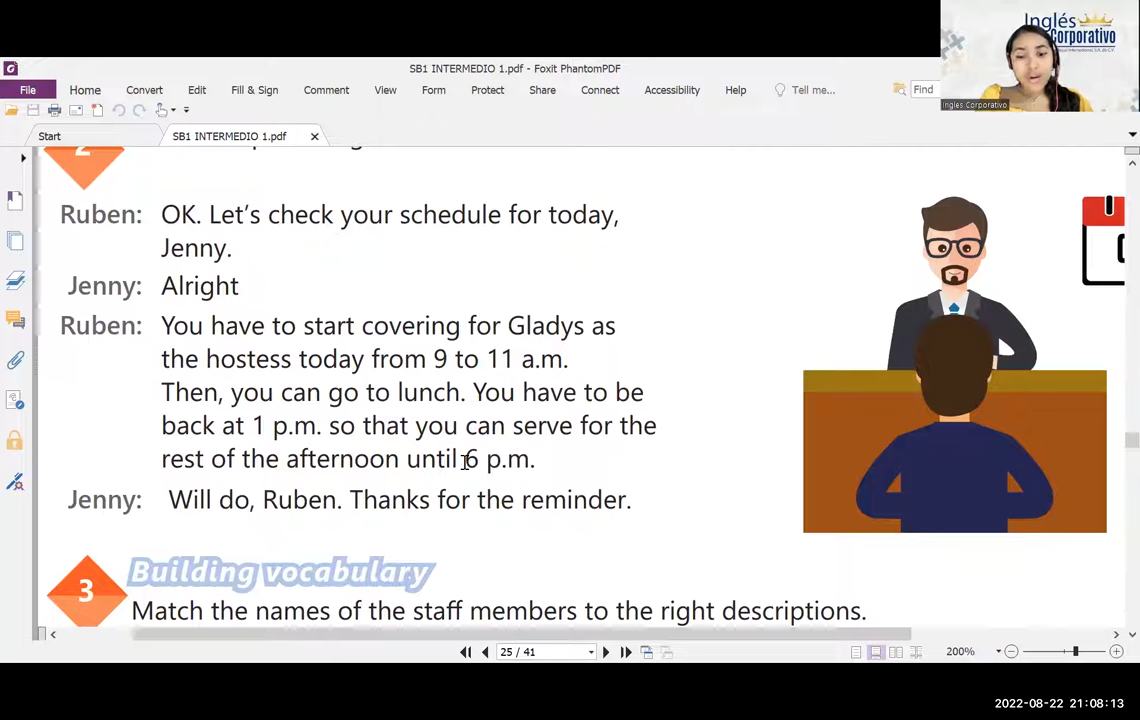 Inglés
Corporativo
SB1 INTERMEDIO 1.pdf - Foxit PhantomPDF
File Home Convert Edit Fill & Sign Comment View Form Protect Share Connect Accessibility Help Tell me... Find
Ingles Corporativo
Start SB1 INTERMEDIO 1.pdf
2
Ruben: OK. Let's check your schedule for today,
Jenny.
Jenny: Alright
Ruben: You have to start covering for Gladys as
the hostess today from 9 to 11 a.m.
Then, you can go to lunch. You have to be
back at 1 p.m. so that you can serve for the
rest of the afternoon until 6 p.m.
Jenny: Will do, Ruben. Thanks for the reminder.
3 Building vocabulary
Match the names of the staff members to the right descriptions.
25 / 41
200%
2022-08-22 21:08:13